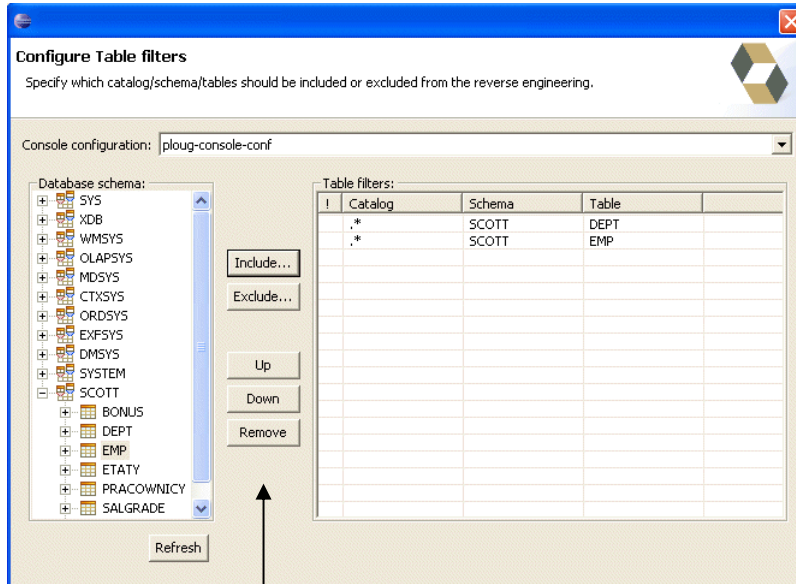 Configure Table filters
Specify which catalog/schema/tables should be included or excluded from the reverse engineering.
Console configuration: ploug-console-conf
Database schema:
SYS
XDB
WMSYS
OLAPSYS
MDSYS
CTXSYS
ORDSYS
EXFSYS
DMSYS
SYSTEM
SCOTT
BONUS
DEPT
EMP
ETATY
PRACOWNICY
SALGRADE
Refresh
Include...
Exclude...
Up
Down
Remove
Table filters:
! Catalog Schema Table
.* SCOTT DEPT
.* SCOTT EMP